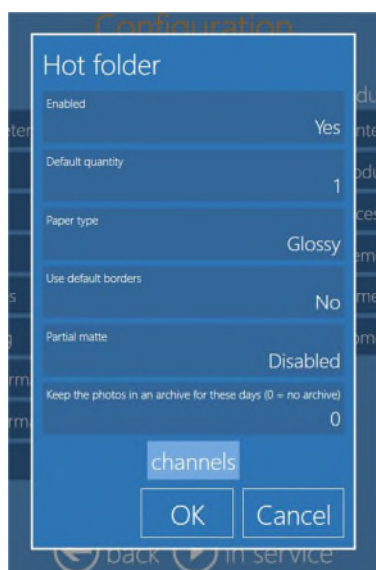 Configuration
Hot folder
Enabled
Yes
Default quantity
1
Paper type
Glossy
Use default borders
No
Partial matte
Disabled
Keep the photos in an archive for these days (0 = no archive)
0
channels
OK Cancel
back in service